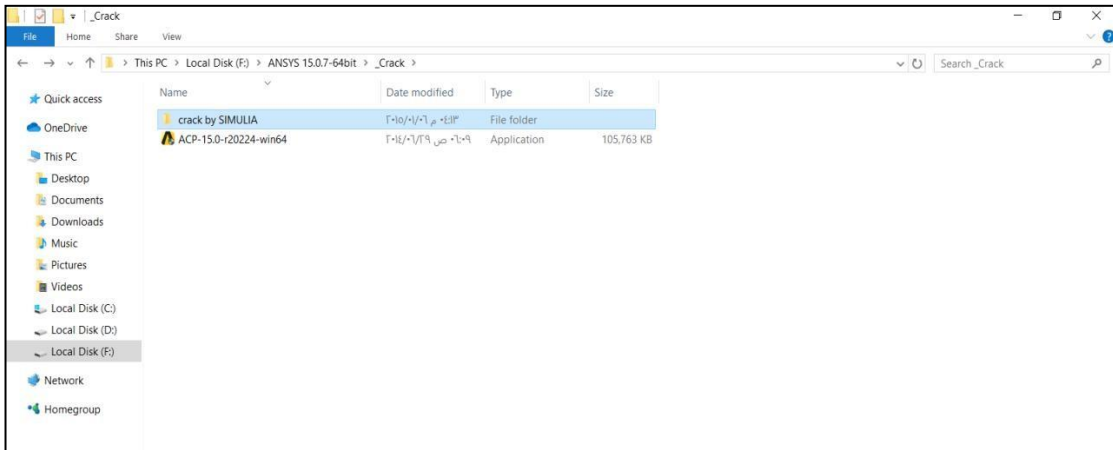 _Crack
File Home Share View
This PC > Local Disk (F:) > ANSYS 15.0.7-64bit > _Crack >
Search _Crack
Name Date modified Type Size
Quick access
crack by SIMULIA ٢٠١٥/٠١/٠٦ م ٠٤:١٣ File folder
OneDrive
ACP-15.0-r20224-win64 ٢٠١٤/٠٦/٢٩ ص ٠٦:٠٩ Application 105,763 KB
This PC
Desktop
Documents
Downloads
Music
Pictures
Videos
Local Disk (C:)
Local Disk (D:)
Local Disk (F:)
Network
Homegroup